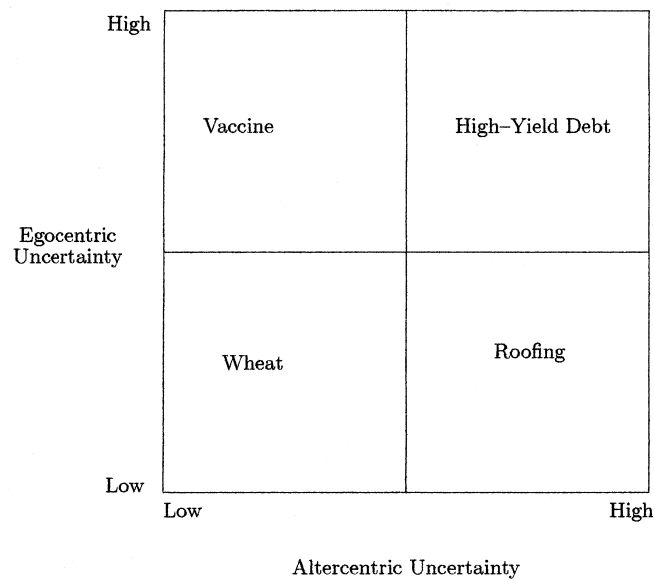 High
Vaccine
High–Yield Debt
Egocentric
Uncertainty
Wheat
Roofing
Low
Low
High
Altercentric Uncertainty